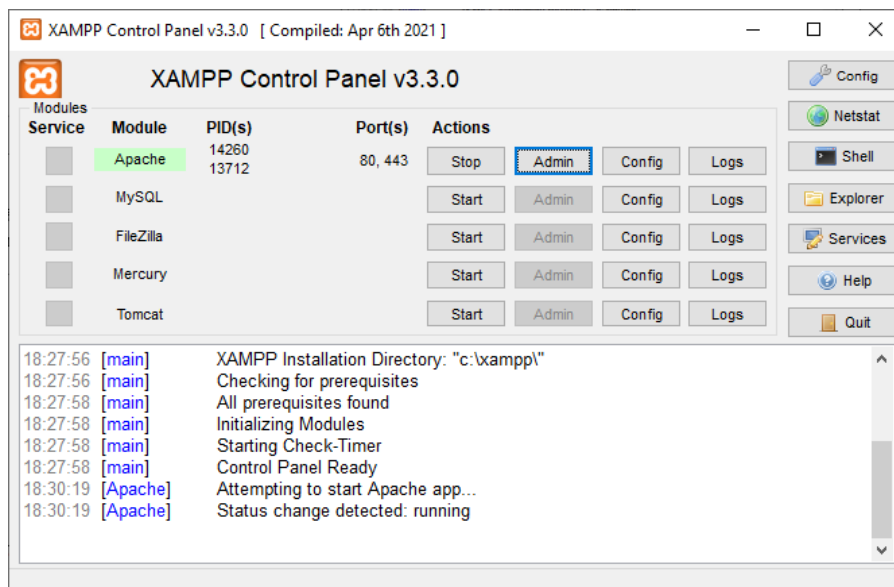 XAMPP Control Panel v3.3.0 [ Compiled: Apr 6th 2021 ]
XAMPP Control Panel v3.3.0
Config
Modules
Netstat
Service Module PID(s) Port(s) Actions
Apache 14260 13712 80, 443 Stop Admin Config Logs
Shell
MySQL Start Admin Config Logs
Explorer
FileZilla Start Admin Config Logs
Services
Mercury Start Admin Config Logs
Help
Tomcat Start Admin Config Logs
Quit
18:27:56 [main] XAMPP Installation Directory: "c:\xampp\"
18:27:56 [main] Checking for prerequisites
18:27:58 [main] All prerequisites found
18:27:58 [main] Initializing Modules
18:27:58 [main] Starting Check-Timer
18:27:58 [main] Control Panel Ready
18:30:19 [Apache] Attempting to start Apache app...
18:30:19 [Apache] Status change detected: running